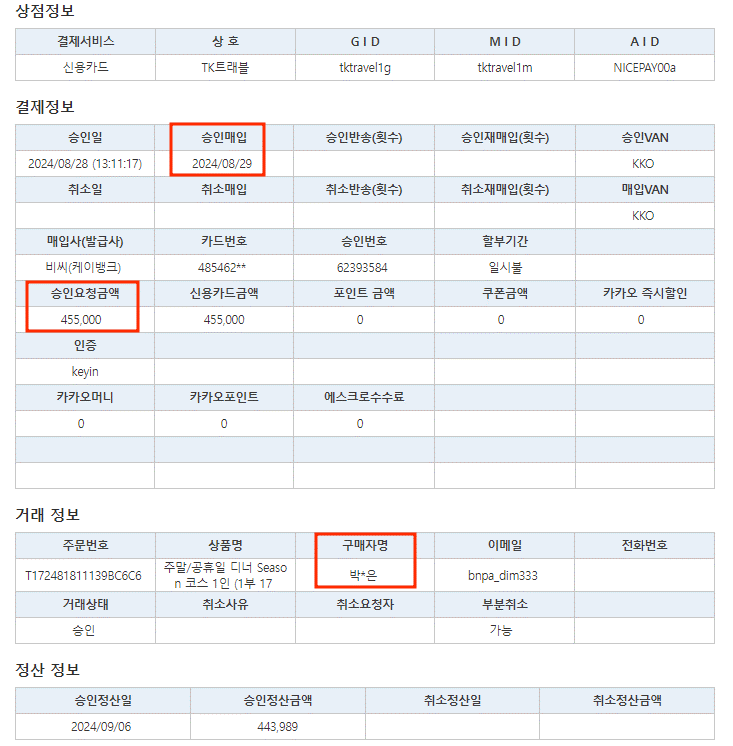 상점정보
결제서비스 상 호 G I D M I D A I D
신용카드 TK트래블 tktravel1g tktravel1m NICEPAY00a
결제정보
승인일 승인매입 승인반송(횟수) 승인재매입(횟수) 승인VAN
2024/08/28 (13:11:17) 2024/08/29 KKO
취소일 취소매입 취소반송(횟수) 취소재매입(횟수) 매입VAN
KKO
매입사(발급사) 카드번호 승인번호 할부기간
비씨(케이뱅크) 485462** 62393584 일시불
승인요청금액 신용카드금액 포인트 금액 쿠폰금액 카카오 즉시할인
455,000 455,000 0 0 0
인증
keyin
카카오머니 카카오포인트 에스크로수수료
0 0 0
거래 정보
주문번호 상품명 구매자명 이메일 전화번호
T172481811139BC6C6 주말/공휴일 디너 Seaso 박*은 bnpa_dim333
n 코스 1인 (1부 17
거래상태 취소사유 취소요청자 부분취소
승인 가능
정산 정보
승인정산일 승인정산금액 취소정산일 취소정산금액
2024/09/06 443,989